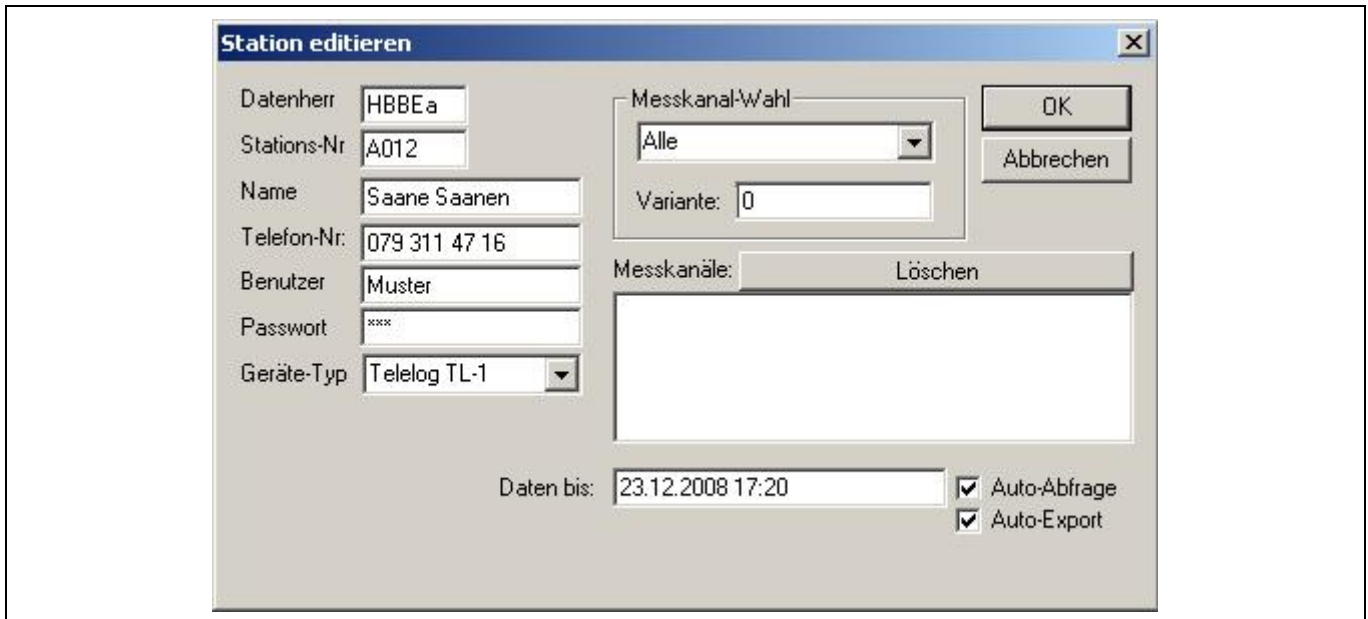 Station editieren
Datenherr HBBEa
Stations-Nr A012
Name Saane Saanen
Telefon-Nr: 079 311 47 16
Benutzer Muster
Passwort ***
Geräte-Typ Telelog TL-1
Messkanal-Wahl
Alle
Variante: 0
OK
Abbrechen
Messkanäle: Löschen
Daten bis: 23.12.2008 17:20
Auto-Abfrage
Auto-Export